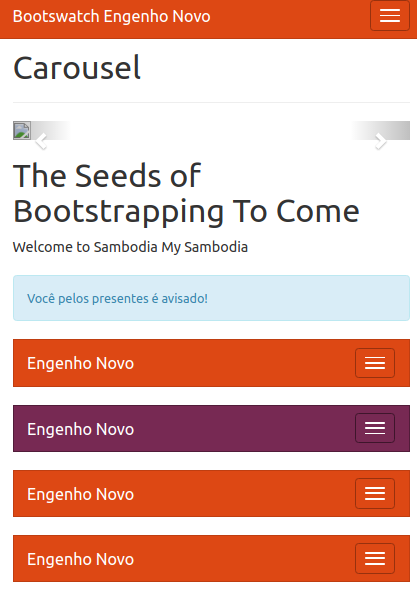 Bootswatch Engenho Novo
Carousel
The Seeds of
Bootstrapping To Come
Welcome to Sambodia My Sambodia
Você pelos presentes é avisado!
Engenho Novo
Engenho Novo
Engenho Novo
Engenho Novo